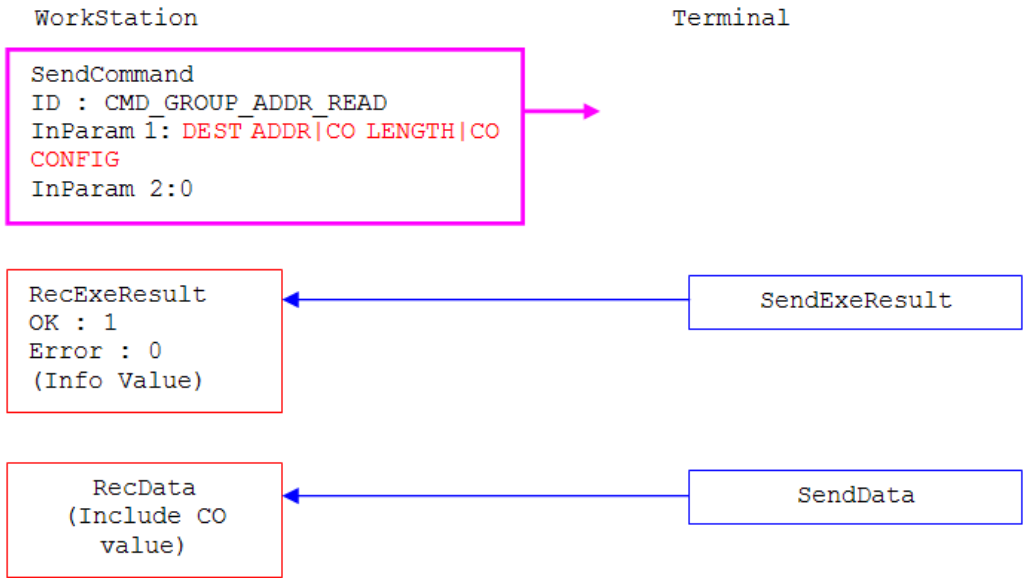 WorkStation
Terminal
SendCommand
ID : CMD_GROUP_ADDR_READ
InParam 1: DEST ADDR|CO LENGTH|CO
CONFIG
InParam 2:0
RecExeResult
OK : 1
Error : 0
(Info Value)
SendExeResult
RecData
(Include CO
value)
SendData